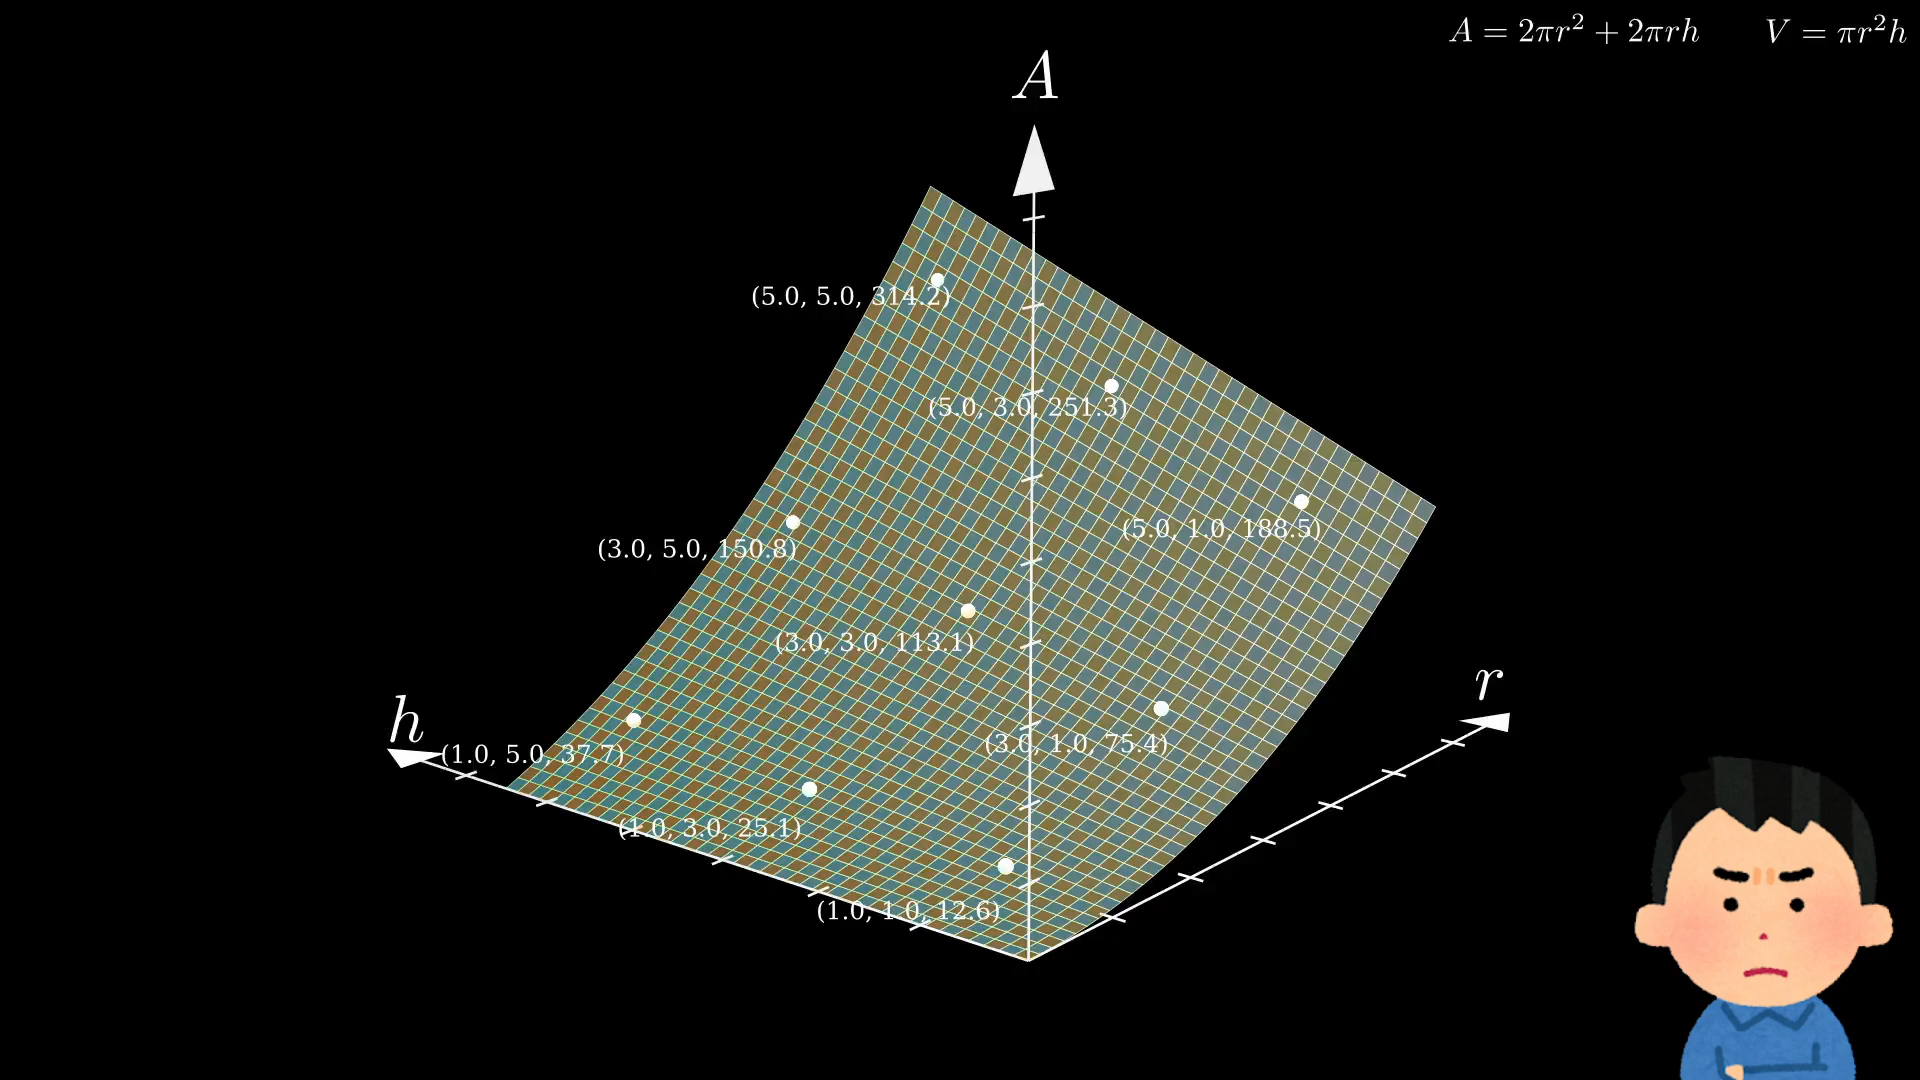 A = 2πr² + 2πrh
V = πr²h
A
(5.0, 5.0, 314.2)
(5.0, 3.0, 251.3)
(5.0, 1.0, 188.5)
(3.0, 5.0, 150.8)
(3.0, 3.0, 113.1)
r
h
(3.0, 1.0, 75.4)
(1.0, 5.0, 37.7)
(1.0, 3.0, 25.1)
(1.0, 1.0, 12.6)